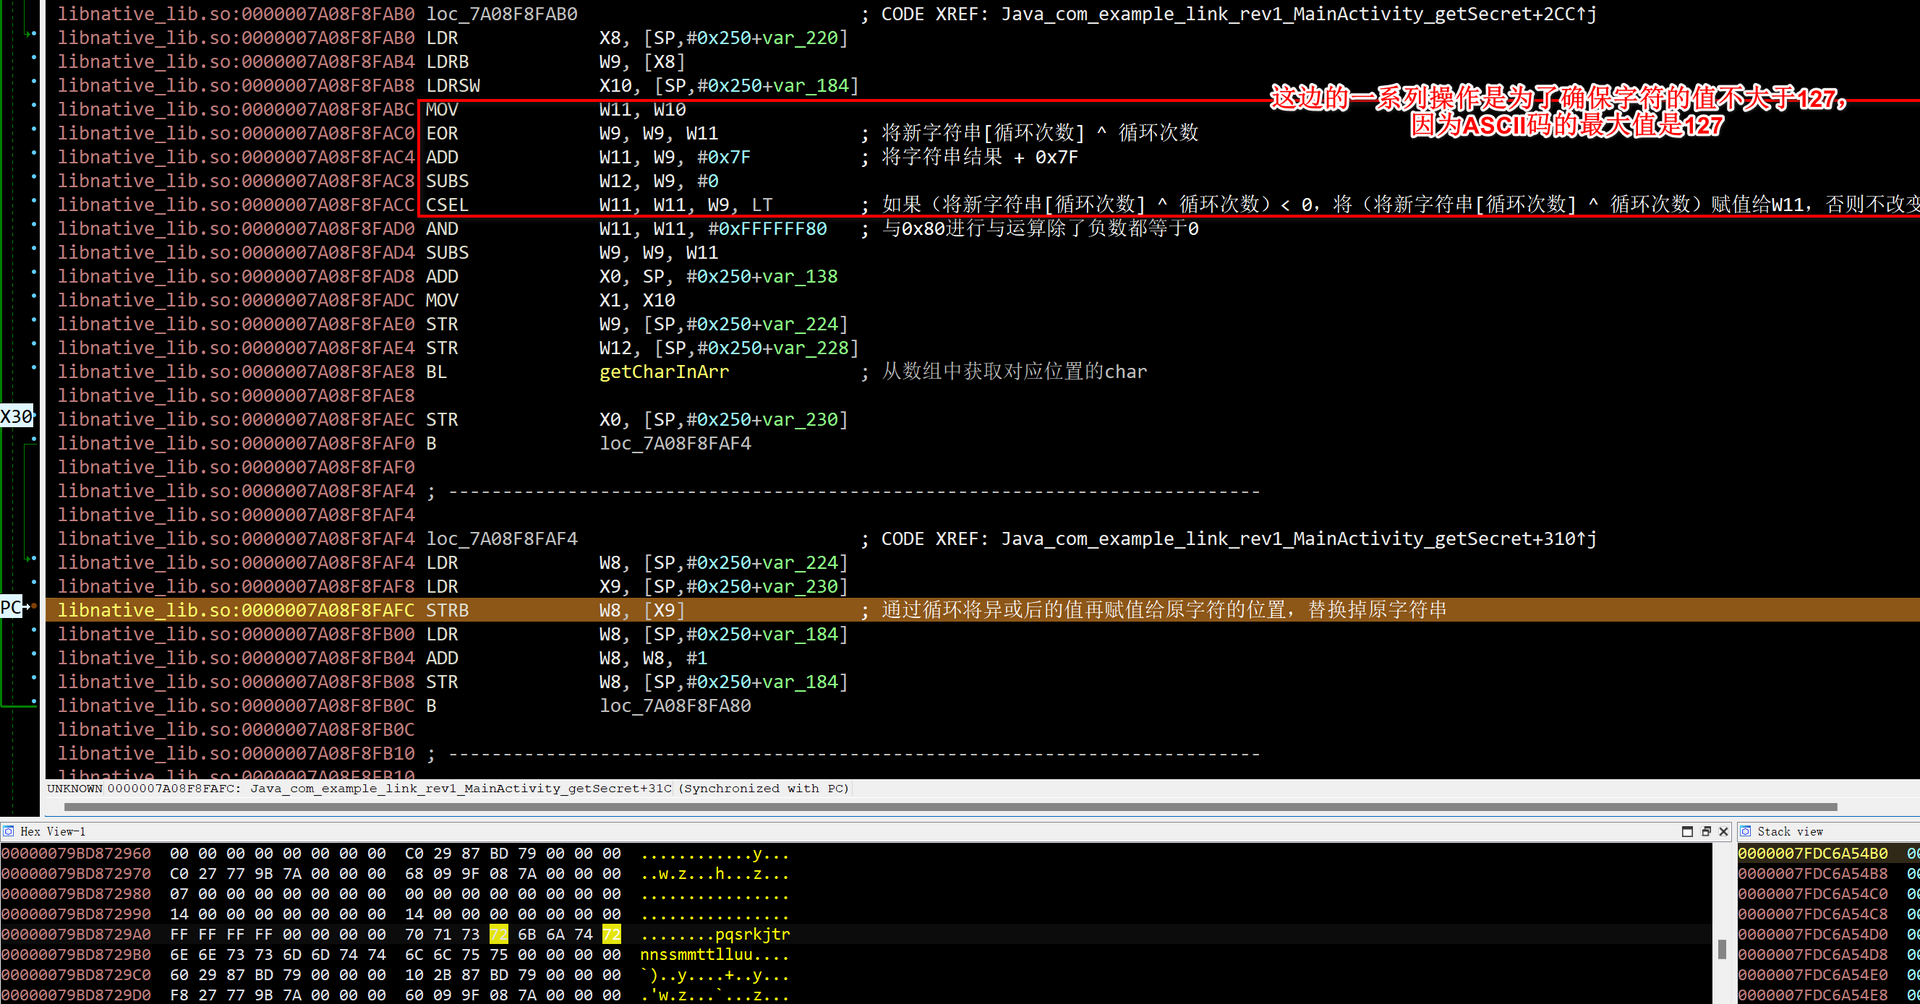 libnative_lib.so:0000007A08F8FAB0 loc_7A08F8FAB0 ; CODE XREF: Java_com_example_link_rev1_MainActivity_getSecret+2CC↑j
libnative_lib.so:0000007A08F8FAB0 LDR X8, [SP,#0x250+var_220]
libnative_lib.so:0000007A08F8FAB4 LDRB W9, [X8]
libnative_lib.so:0000007A08F8FAB8 LDRSW X10, [SP,#0x250+var_184]
这边的一系列操作是为了确保字符的值不大于127，
因为ASCII码的最大值是127
libnative_lib.so:0000007A08F8FABC MOV W11, W10
libnative_lib.so:0000007A08F8FAC0 EOR W9, W9, W11 ; 将新字符串[循环次数] ^ 循环次数
libnative_lib.so:0000007A08F8FAC4 ADD W11, W9, #0x7F ; 将字符串结果 + 0x7F
libnative_lib.so:0000007A08F8FAC8 SUBS W12, W9, #0
libnative_lib.so:0000007A08F8FACC CSEL W11, W11, W9, LT ; 如果（将新字符串[循环次数] ^ 循环次数）< 0, 将（将新字符串[循环次数] ^ 循环次数）赋值给W11, 否则不改变
libnative_lib.so:0000007A08F8FAD0 AND W11, W11, #0xFFFFFF80 ; 与0x80进行与运算除了负数都等于0
libnative_lib.so:0000007A08F8FAD4 SUBS W9, W9, W11
libnative_lib.so:0000007A08F8FAD8 ADD X0, SP, #0x250+var_138
libnative_lib.so:0000007A08F8FADC MOV X1, X10
libnative_lib.so:0000007A08F8FAE0 STR W9, [SP,#0x250+var_224]
libnative_lib.so:0000007A08F8FAE4 STR W12, [SP,#0x250+var_228]
libnative_lib.so:0000007A08F8FAE8 BL getCharInArr ; 从数组中获取对应位置的char
libnative_lib.so:0000007A08F8FAE8
X30 libnative_lib.so:0000007A08F8FAEC STR X0, [SP,#0x250+var_230]
libnative_lib.so:0000007A08F8FAF0 B loc_7A08F8FAF4
libnative_lib.so:0000007A08F8FAF0
libnative_lib.so:0000007A08F8FAF4 ; ---------------------------------------------------------------------------
libnative_lib.so:0000007A08F8FAF4
libnative_lib.so:0000007A08F8FAF4 loc_7A08F8FAF4 ; CODE XREF: Java_com_example_link_rev1_MainActivity_getSecret+310↑j
libnative_lib.so:0000007A08F8FAF4 LDR W8, [SP,#0x250+var_224]
libnative_lib.so:0000007A08F8FAF8 LDR X9, [SP,#0x250+var_230]
PC libnative_lib.so:0000007A08F8FAFC STRB W8, [X9] ; 通过循环将异或后的值再赋值给原字符的位置, 替换掉原字符串
libnative_lib.so:0000007A08F8FB00 LDR W8, [SP,#0x250+var_184]
libnative_lib.so:0000007A08F8FB04 ADD W8, W8, #1
libnative_lib.so:0000007A08F8FB08 STR W8, [SP,#0x250+var_184]
libnative_lib.so:0000007A08F8FB0C B loc_7A08F8FA80
libnative_lib.so:0000007A08F8FB0C
libnative_lib.so:0000007A08F8FB10 ; ---------------------------------------------------------------------------
libnative_lib.so:0000007A08F8FB10
UNKNOWN 0000007A08F8FAFC: Java_com_example_link_rev1_MainActivity_getSecret+31C (Synchronized with PC)
Hex View-1
00000079BD872960 00 00 00 00 00 00 00 00 C0 29 87 BD 79 00 00 00 ............y...
00000079BD872970 C0 27 77 9B 7A 00 00 00 68 09 9F 08 7A 00 00 00 ..w.z...h...z...
00000079BD872980 07 00 00 00 00 00 00 00 00 00 00 00 00 00 00 00 ................
00000079BD872990 14 00 00 00 00 00 00 00 14 00 00 00 00 00 00 00 ................
00000079BD8729A0 FF FF FF FF 00 00 00 00 70 71 73 72 6B 6A 74 72 ........pqsrkjtr
00000079BD8729B0 6E 6E 73 73 6D 6D 74 74 6C 6C 75 75 00 00 00 00 nnssmmttlluu....
00000079BD8729C0 60 29 87 BD 79 00 00 00 10 2B 87 BD 79 00 00 00 `)..y....+..y...
00000079BD8729D0 F8 27 77 9B 7A 00 00 00 60 09 9F 08 7A 00 00 00 .'w.z...`...z...
Stack view
0000007FDC6A54B0 00
0000007FDC6A54B8 00
0000007FDC6A54C0 00
0000007FDC6A54C8 00
0000007FDC6A54D0 00
0000007FDC6A54D8 00
0000007FDC6A54E0 00
0000007FDC6A54E8 00